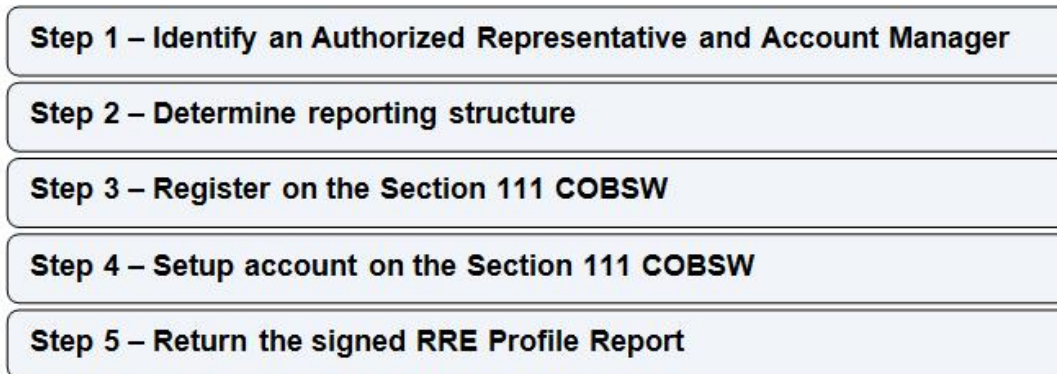 Step 1 – Identify an Authorized Representative and Account Manager
Step 2 – Determine reporting structure
Step 3 – Register on the Section 111 COBSW
Step 4 – Setup account on the Section 111 COBSW
Step 5 – Return the signed RRE Profile Report